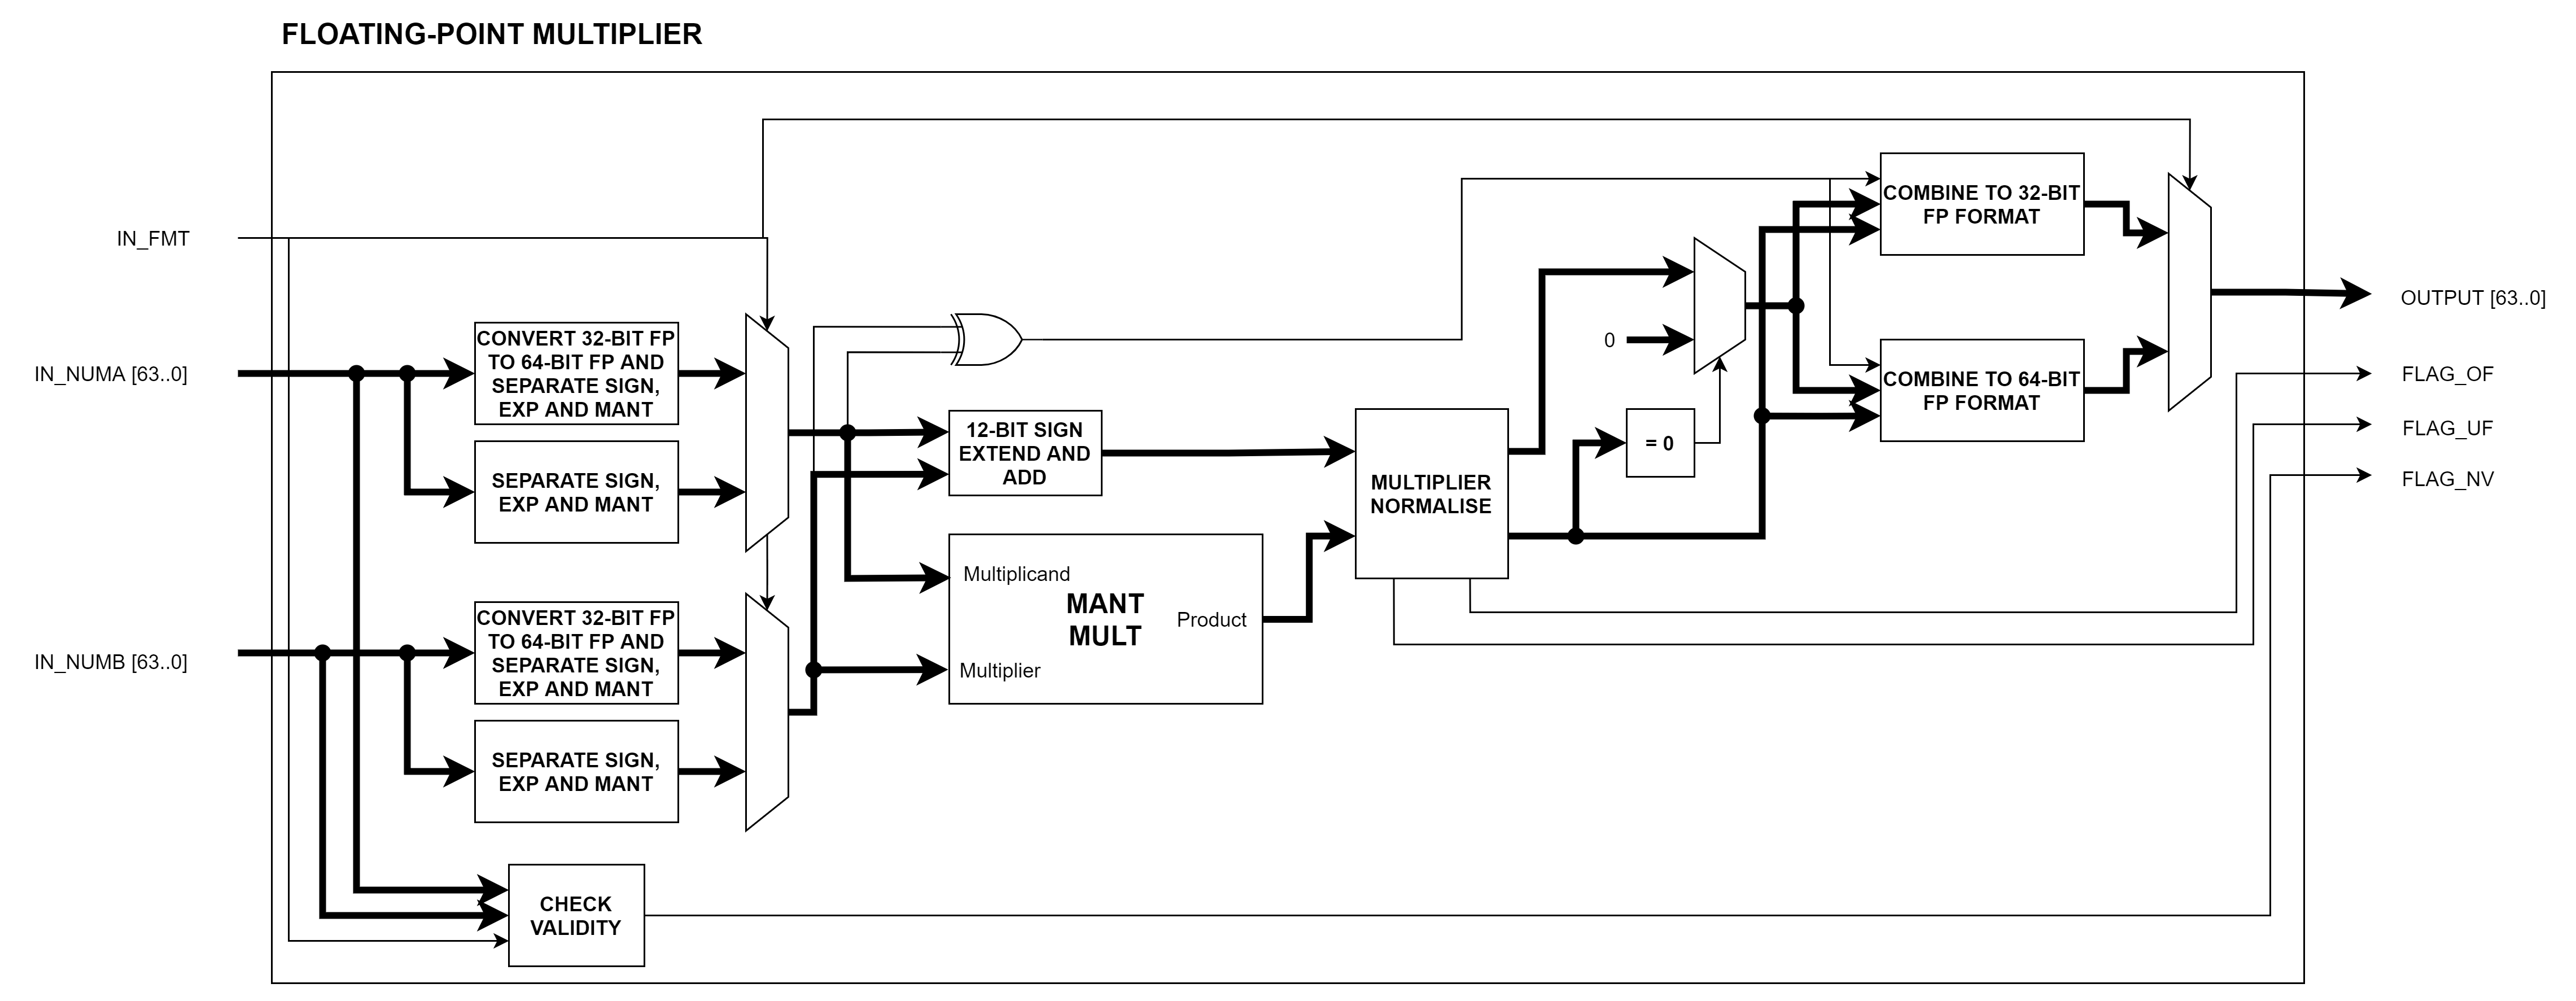 FLOATING-POINT MULTIPLIER
IN_FMT
IN_NUMA [63..0]
IN_NUMB [63..0]
CONVERT 32-BIT FP
TO 64-BIT FP AND
SEPARATE SIGN,
EXP AND MANT
SEPARATE SIGN,
EXP AND MANT
CONVERT 32-BIT FP
TO 64-BIT FP AND
SEPARATE SIGN,
EXP AND MANT
SEPARATE SIGN,
EXP AND MANT
CHECK
VALIDITY
12-BIT SIGN
EXTEND AND
ADD
Multiplicand
MANT
MULT
Product
Multiplier
MULTIPLIER
NORMALISE
0
= 0
COMBINE TO 32-BIT
FP FORMAT
COMBINE TO 64-BIT
FP FORMAT
OUTPUT [63..0]
FLAG_OF
FLAG_UF
FLAG_NV